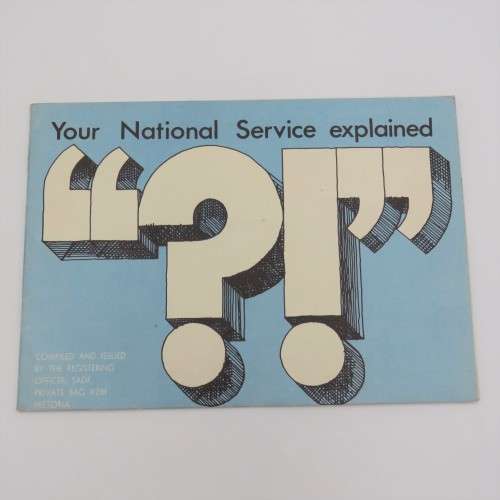 Your National Service explained
“?!”
COMPILED AND ISSUED
BY THE REGISTERING
OFFICER, SADF,
PRIVATE BAG X281
PRETORIA